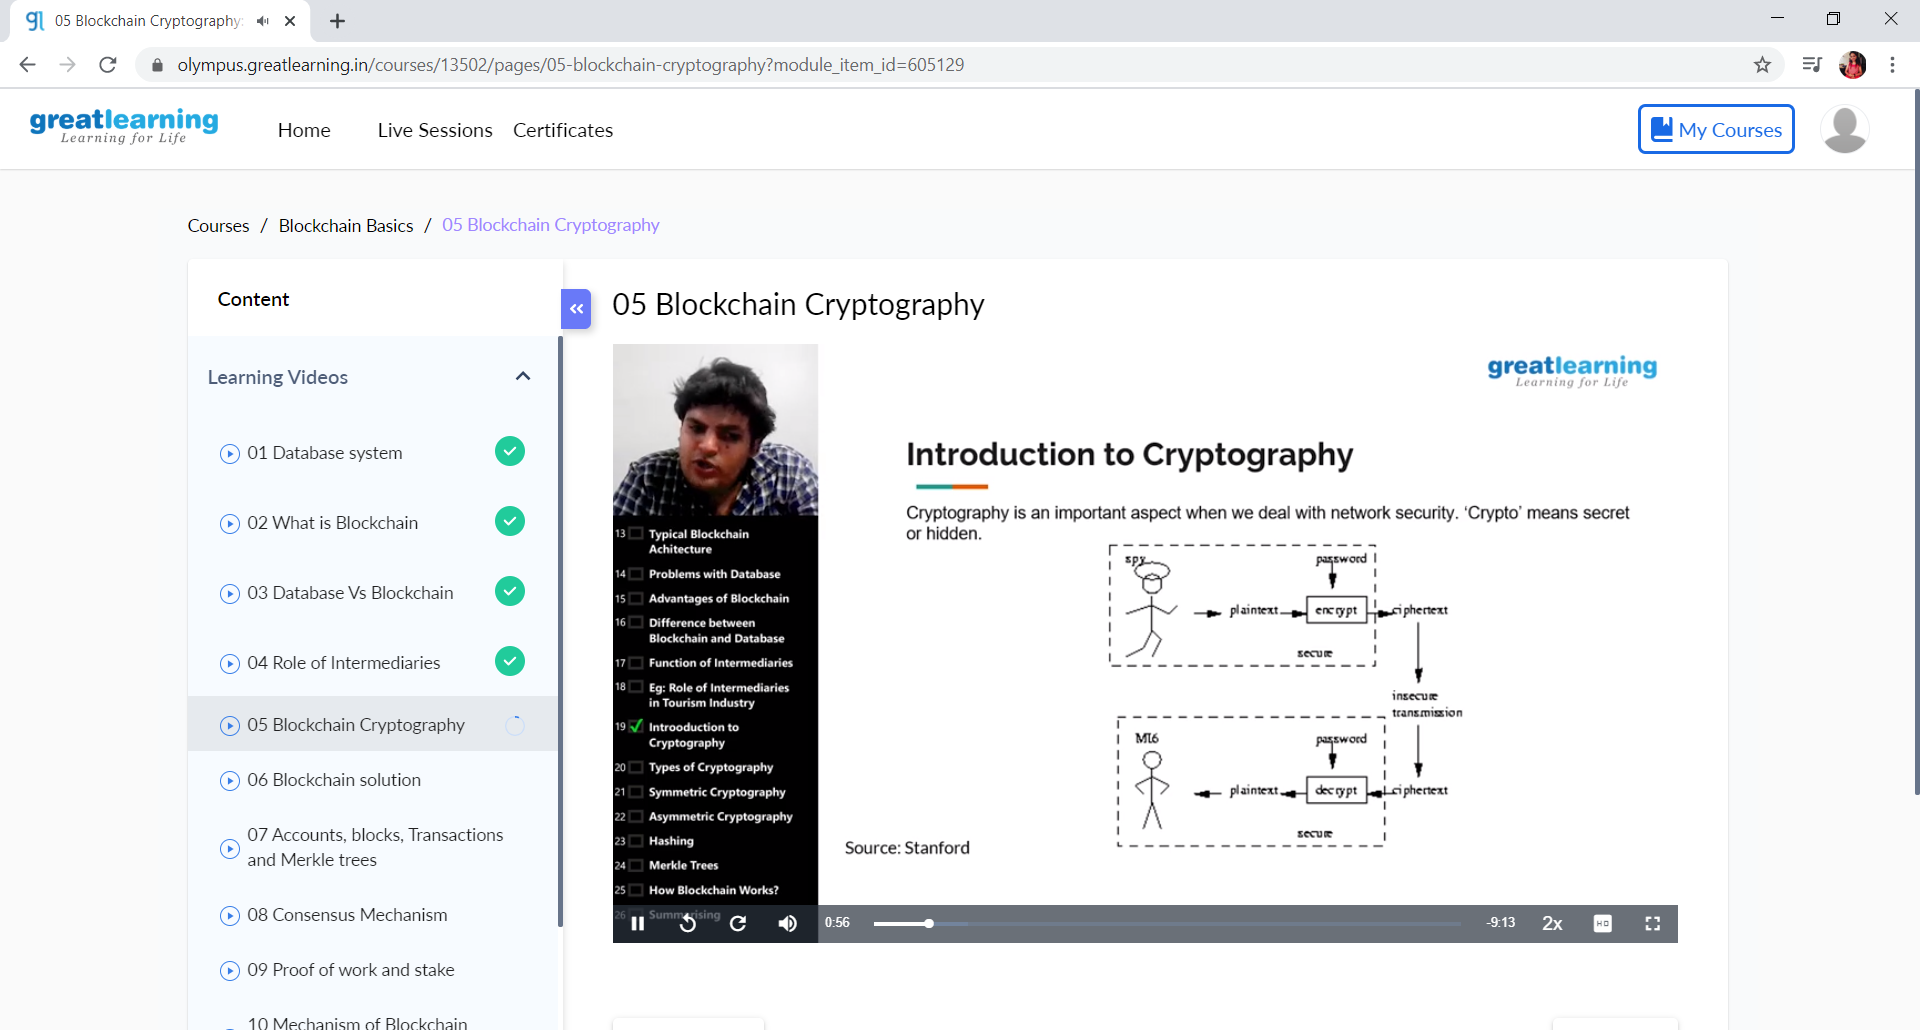 05 Blockchain Cryptography:
olympus.greatlearning.in/courses/13502/pages/05-blockchain-cryptography?module_item_id=605129
greatlearning
Learning for Life
Home
Live Sessions
Certificates
My Courses
Courses / Blockchain Basics / 05 Blockchain Cryptography
Content
Learning Videos
01 Database system
02 What is Blockchain
03 Database Vs Blockchain
04 Role of Intermediaries
05 Blockchain Cryptography
06 Blockchain solution
07 Accounts, blocks, Transactions
and Merkle trees
08 Consensus Mechanism
09 Proof of work and stake
10 Mechanism of Blockchain
05 Blockchain Cryptography
13 Typical Blockchain
Achitecture
14 Problems with Database
15 Advantages of Blockchain
16 Difference between
Blockchain and Database
17 Function of Intermediaries
18 Eg: Role of Intermediaries
in Tourism Industry
19 Introoduction to
Cryptography
20 Types of Cryptography
21 Symmetric Cryptography
22 Asymmetric Cryptography
23 Hashing
24 Merkle Trees
25 How Blockchain Works?
26 Summarising
greatlearning
Learning for Life
Introduction to Cryptography
Cryptography is an important aspect when we deal with network security. ‘Crypto’ means secret
or hidden.
spy
password
plaintext
encrypt
ciphertext
secure
insecure
transmission
MI6
password
plaintext
decrypt
ciphertext
secure
Source: Stanford
0:56
-9:13
2x
HD